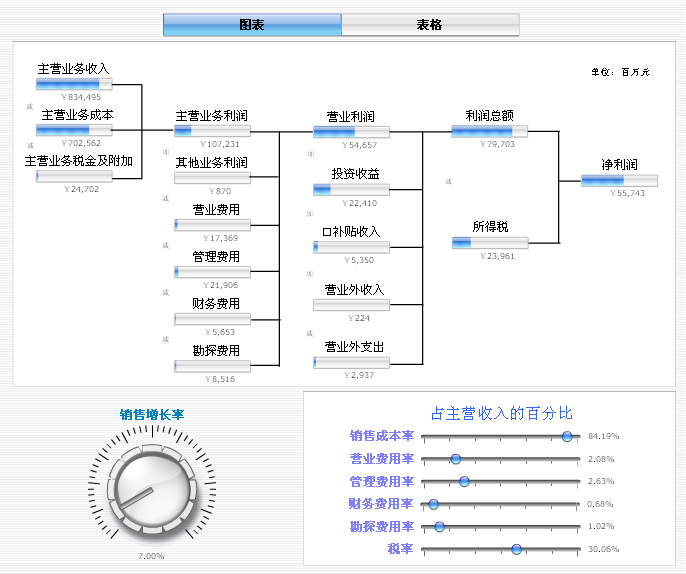 图表 表格
单位: 百万元
主营业务收入
¥834,495
减
主营业务成本
¥702,562
减
主营业务税金及附加
¥24,702
主营业务利润
¥107,231
加
其他业务利润
¥870
减
营业费用
¥17,369
减
管理费用
¥21,906
减
财务费用
¥5,653
减
勘探费用
¥8,516
营业利润
¥54,657
加
投资收益
¥22,410
加
口补贴收入
¥5,350
加
营业外收入
¥224
减
营业外支出
¥2,937
利润总额
¥79,703
减
所得税
¥23,961
净利润
¥55,743
销售增长率
7.00%
占主营收入的百分比
销售成本率 84.19%
营业费用率 2.08%
管理费用率 2.63%
财务费用率 0.68%
勘探费用率 1.02%
税率 30.06%